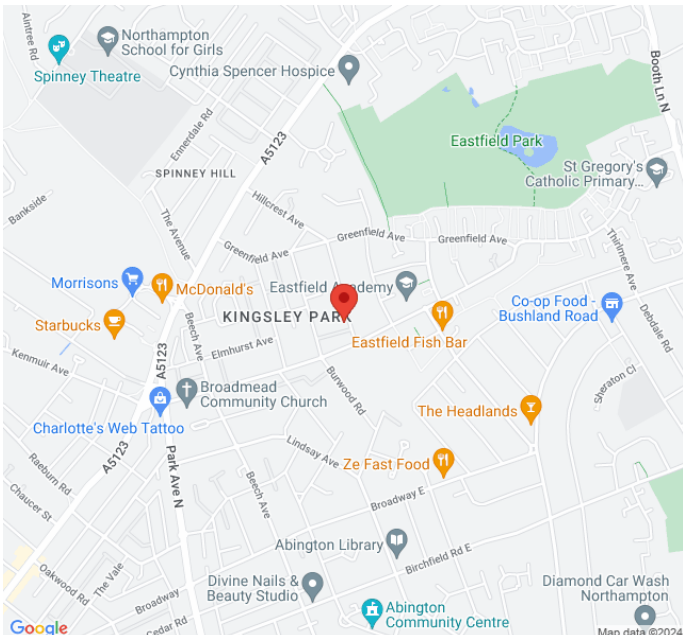 Aintree Rd
Northampton
School for Girls
Spinney Theatre
Cynthia Spencer Hospice
Booth Ln N
Ennerdale Rd
A5123
Eastfield Park
SPINNEY HILL
St Gregory's
Catholic Primary...
Bankside
The Avenue
Hillcrest Ave
Greenfield Ave
Greenfield Ave
Greenfield Ave
Thirlmere Ave
Morrisons
McDonald's
Eastfield Academy
Starbucks
KINGSLEY PARK
Co-op Food -
Bushland Road
Debdale Rd
Beech Ave
Eastfield Fish Bar
Elmhurst Ave
Kenmuir Ave
A5123
Burwood Rd
Sheraton Cl
Broadmead
Community Church
The Headlands
Charlotte's Web Tattoo
A5123
Park Ave N
Lindsay Ave
Ze Fast Food
Raeburn Rd
Beech Ave
Chaucer St
Broadway E
Abington Library
Birchfield Rd E
Oakwood Rd
The Vale
Divine Nails &
Beauty Studio
Diamond Car Wash
Northampton
Broadway
Abington
Community Centre
Cedar Rd
Google
Map data ©2024